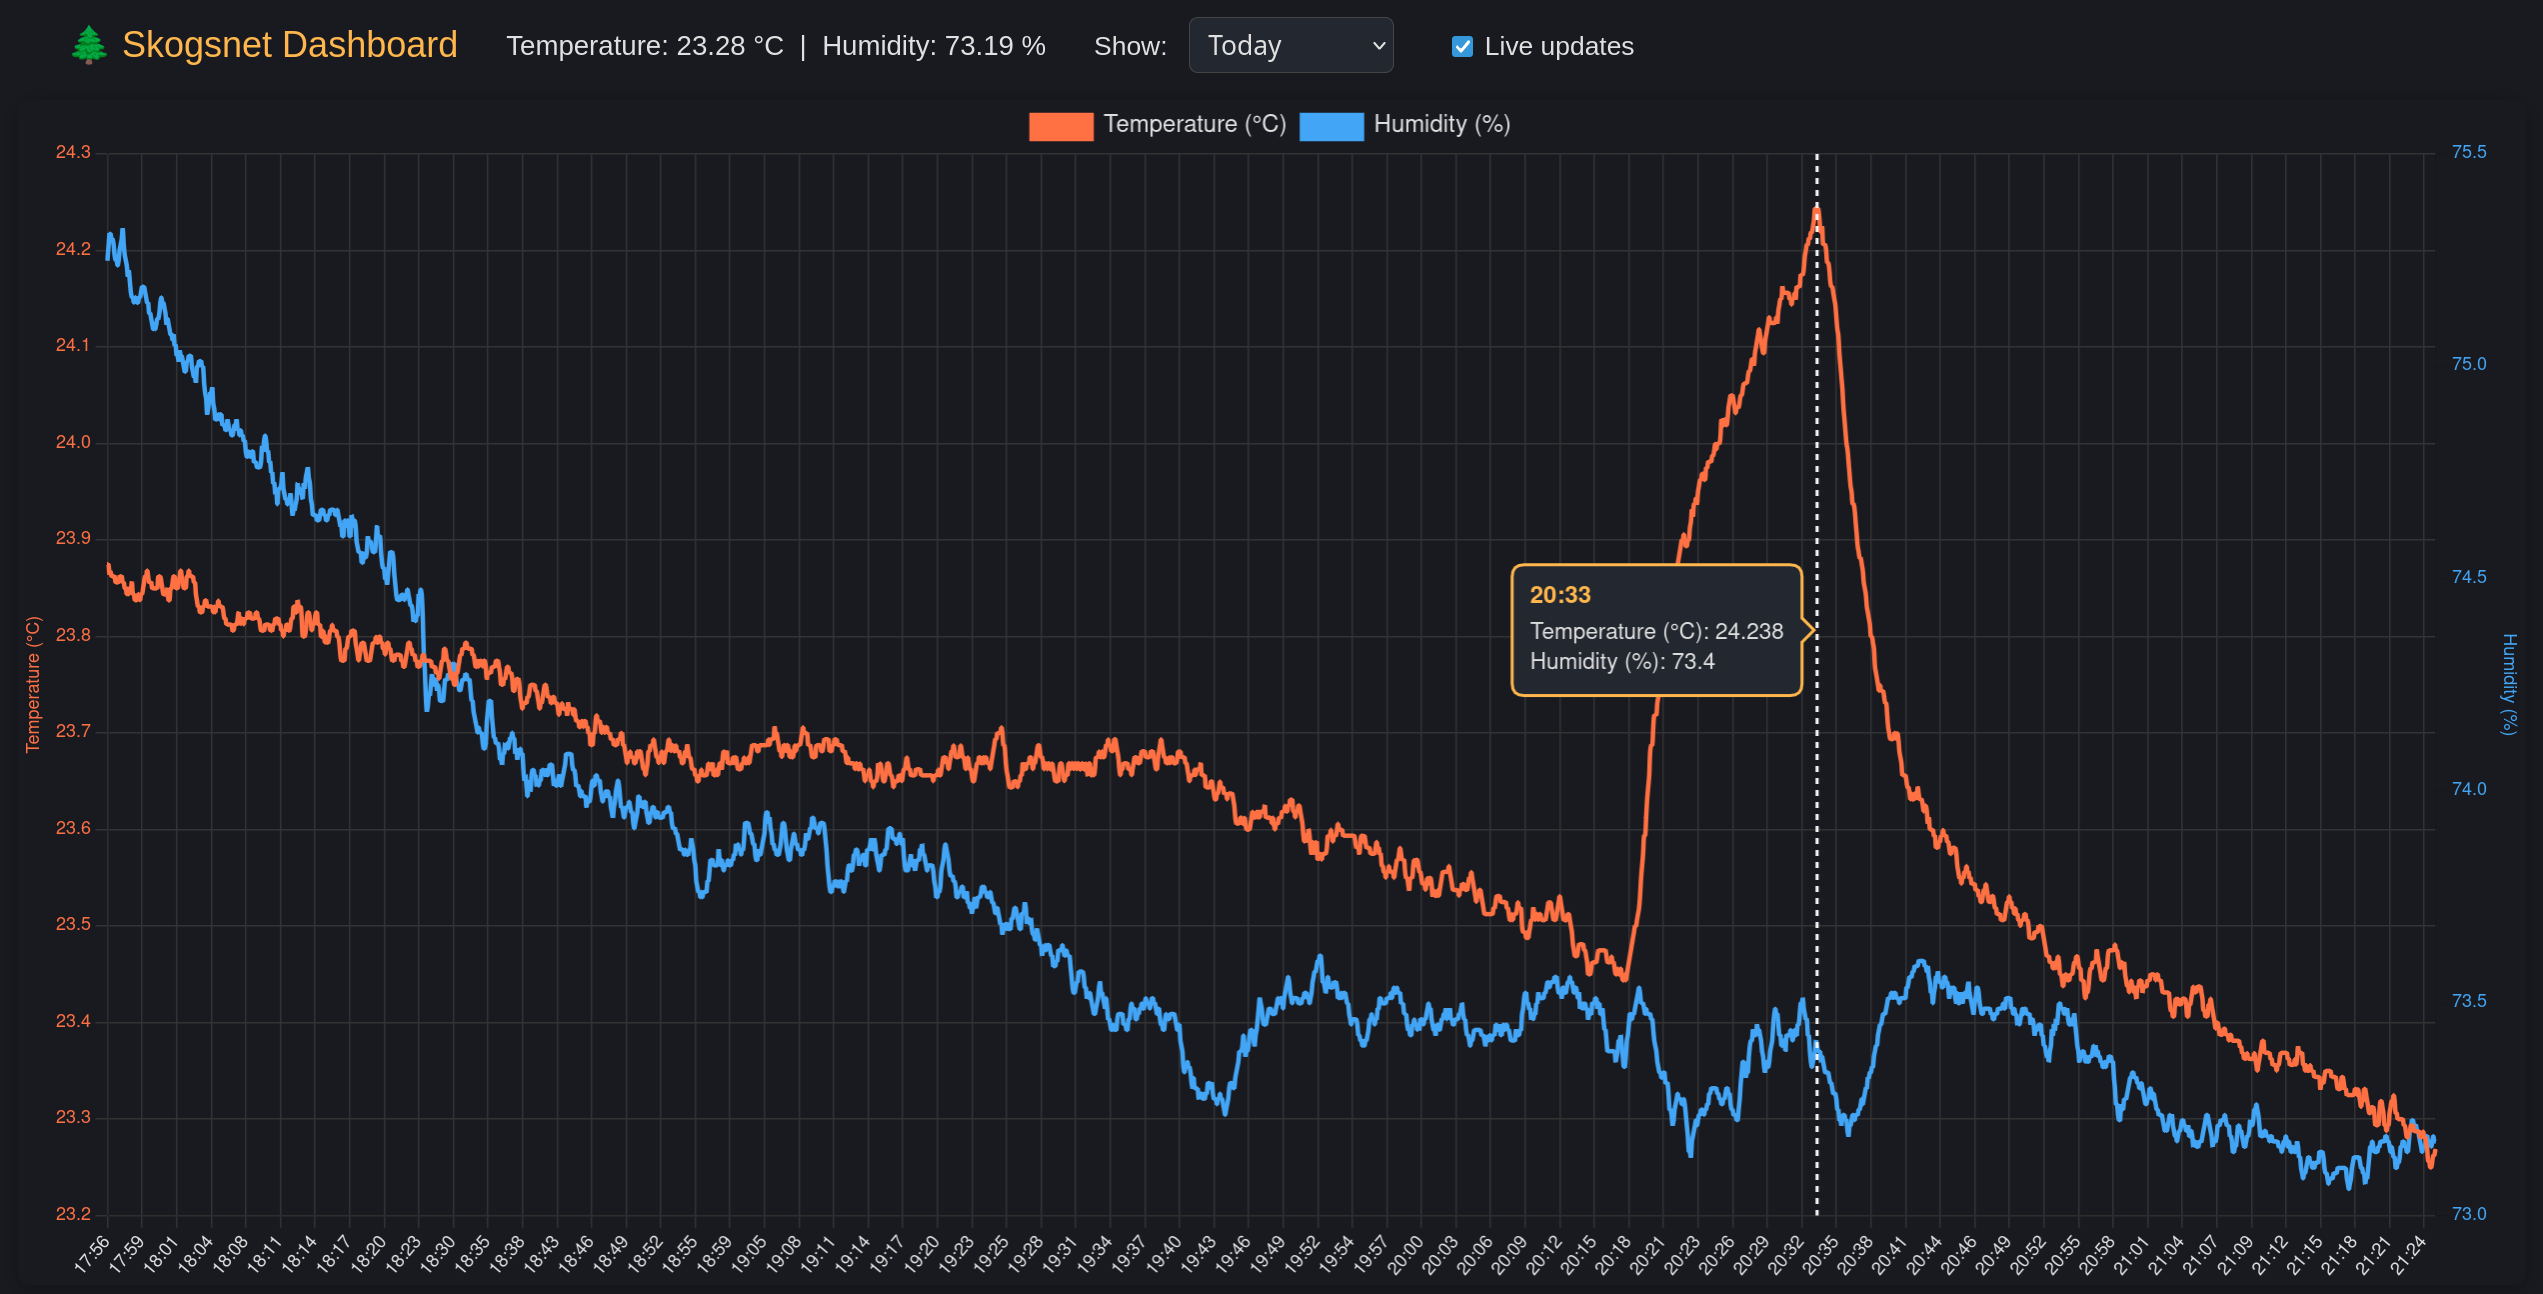 🌲 Skogsnet Dashboard
Temperature: 23.28 °C | Humidity: 73.19 %
Show: Today
Live updates
Temperature (°C) Humidity (%)
24.3
24.2
24.1
24.0
23.9
23.8
23.7
23.6
23.5
23.4
23.3
23.2
Temperature (°C)
20:33
Temperature (°C): 24.238
Humidity (%): 73.4
75.5
75.0
74.5
74.0
73.5
73.0
Humidity (%)
17:56 17:59 18:01 18:04 18:08 18:11 18:14 18:17 18:20 18:23 18:30 18:35 18:38 18:43 18:46 18:49 18:52 18:55 18:59 19:05 19:08 19:11 19:14 19:17 19:20 19:23 19:25 19:28 19:31 19:34 19:37 19:40 19:43 19:46 19:49 19:52 19:54 19:57 20:00 20:03 20:06 20:09 20:12 20:15 20:18 20:21 20:23 20:26 20:29 20:32 20:35 20:38 20:41 20:44 20:46 20:49 20:52 20:55 20:58 21:01 21:04 21:07 21:09 21:12 21:15 21:18 21:21 21:24